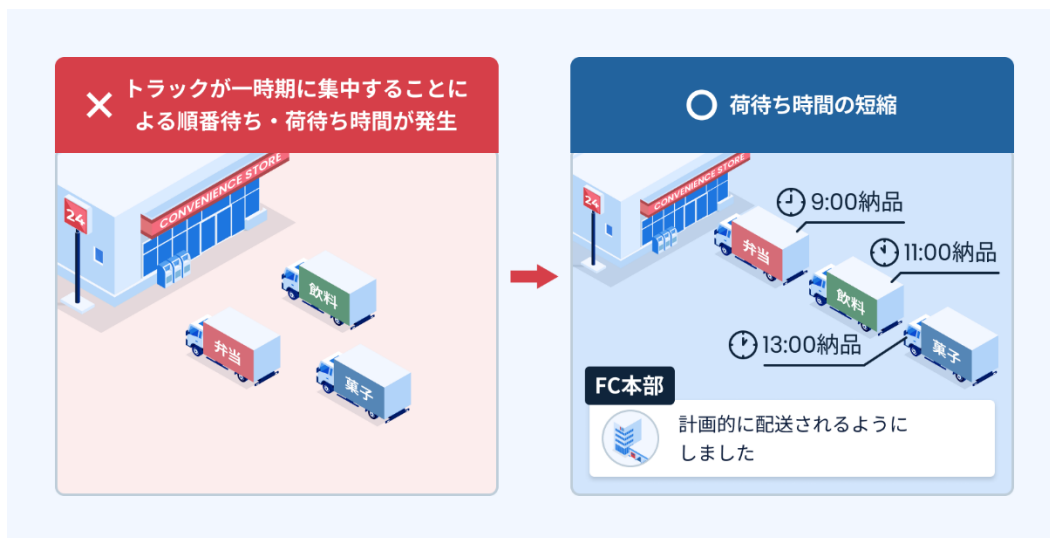 トラックが一時期に集中することに
よる順番待ち・荷待ち時間が発生
CONVENIENCE STORE
24
飲料
弁当
菓子
荷待ち時間の短縮
CONVENIENCE STORE
24
9:00納品
弁当
11:00納品
飲料
13:00納品
菓子
FC本部
計画的に配送されるように
しました